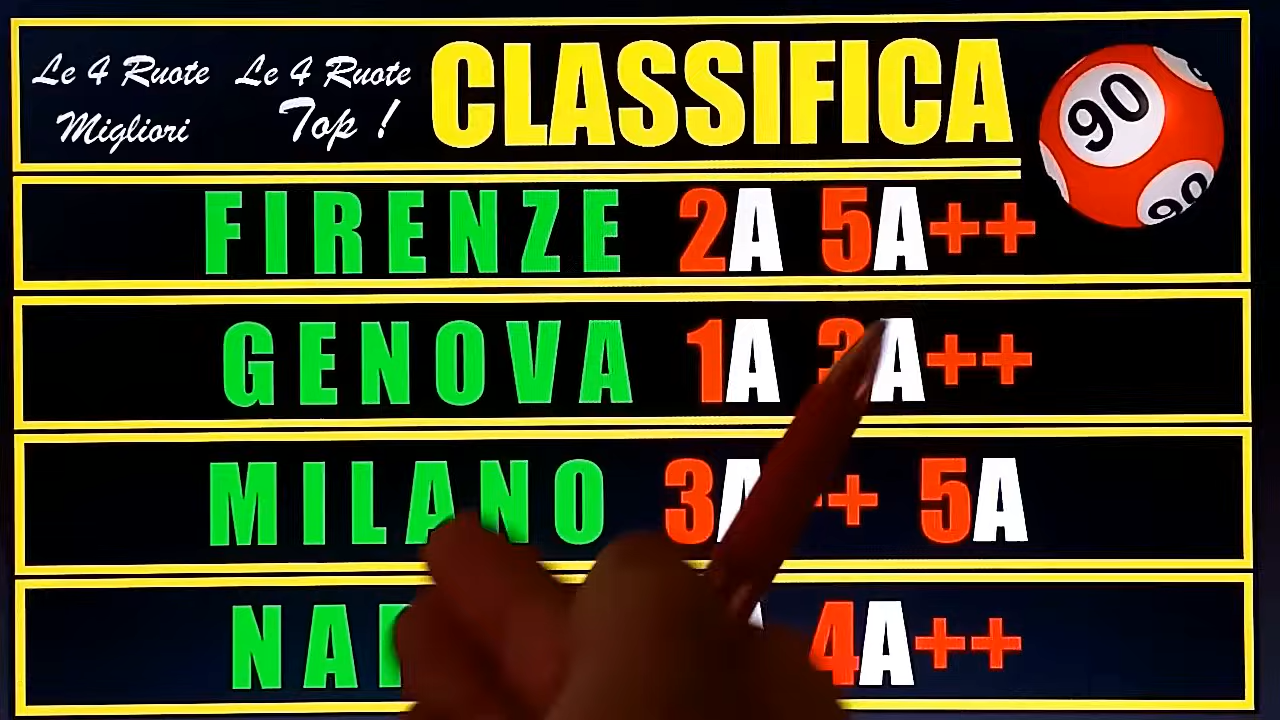 Le 4 Ruote Migliori
Le 4 Ruote Top !
CLASSIFICA
90
90
FIRENZE 2A 5A++
GENOVA 1A 3A++
MILANO 5A
4A++